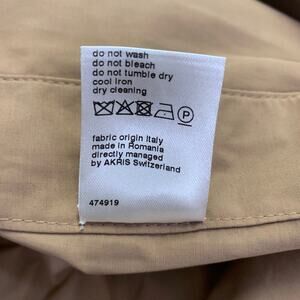 do not wash
do not bleach
do not tumble dry
cool iron
dry cleaning
P
fabric origin Italy
made in Romania
directly managed
by AKRIS Switzerland
474919